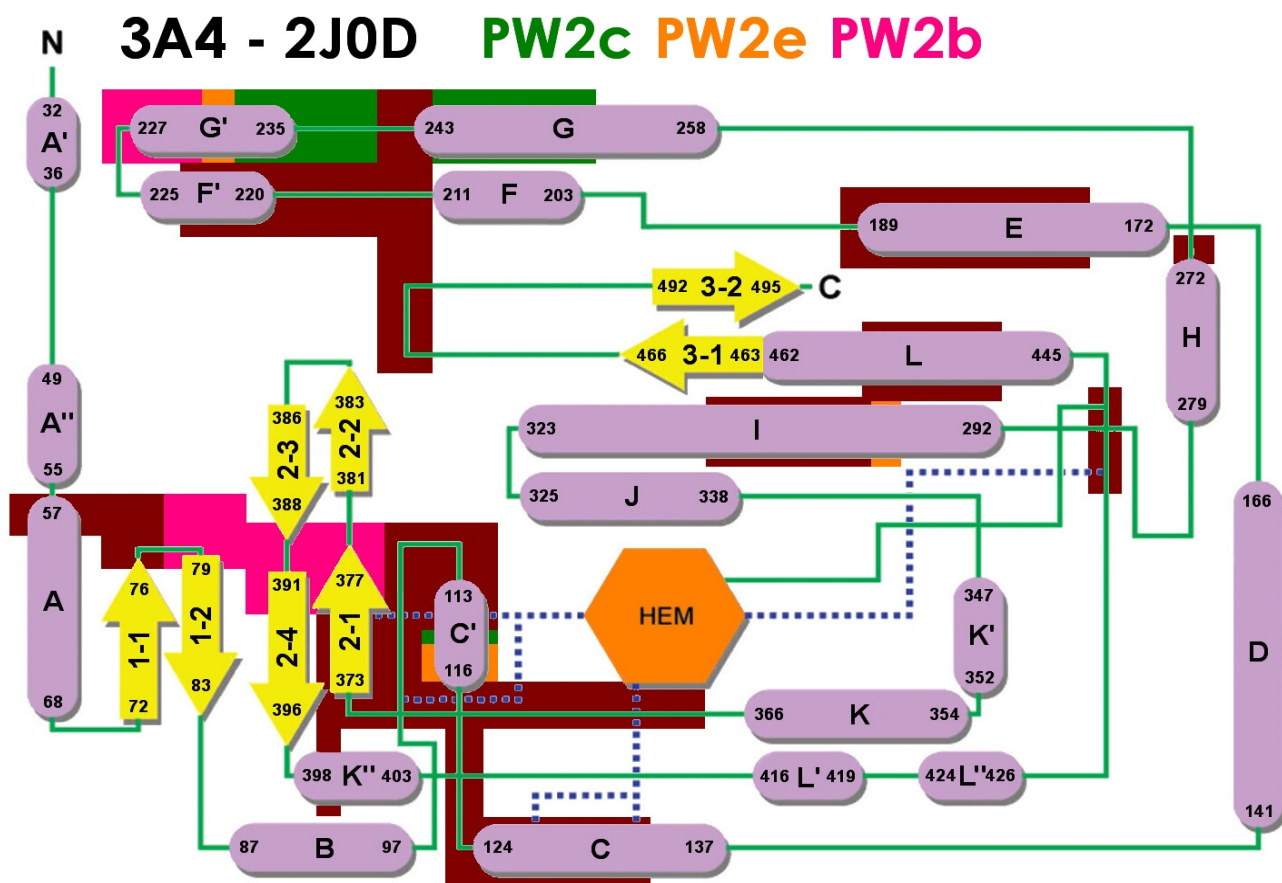 3A4 - 2J0D PW2c PW2e PW2b
N
32
A'
36
227 G' 235
243 G 258
225 F' 220
211 F 203
189 E 172
492 3-2 495 C
272
H
279
466 3-1 463 462 L 445
49
A''
55
386
2-3
388
383
2-2
381
323 I 292
325 J 338
57
A
68
76
1-1
72
79
1-2
83
391
2-4
396
377
2-1
373
113
C'
116
HEM
347
K'
352
166
D
141
366 K 354
398 K'' 403
416 L' 419
424 L'' 426
87 B 97
124 C 137